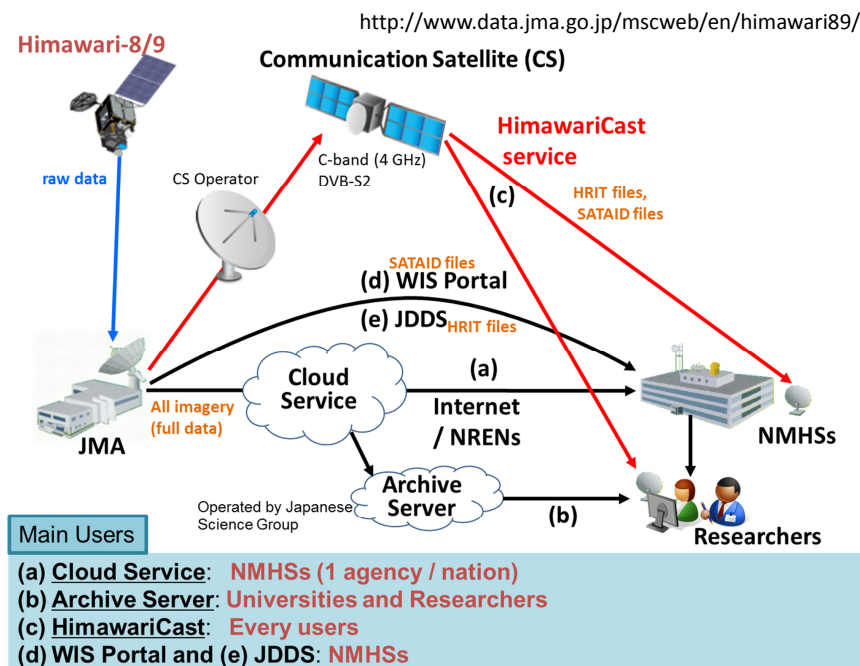 http://www.data.jma.go.jp/mscweb/en/himawari89/
Himawari-8/9
Communication Satellite (CS)
HimawariCast
service
C-band (4 GHz)
DVB-S2
raw data
CS Operator
(c)
HRIT files,
SATAID files
SATAID files
(d) WIS Portal
(e) JDDS HRIT files
Cloud
Service
(a)
All imagery
(full data)
Internet
/ NRENs
JMA
NMHSs
Archive
Server
Operated by Japanese
Science Group
(b)
Researchers
Main Users
(a) Cloud Service: NMHSs (1 agency / nation)
(b) Archive Server: Universities and Researchers
(c) HimawariCast: Every users
(d) WIS Portal and (e) JDDS: NMHSs